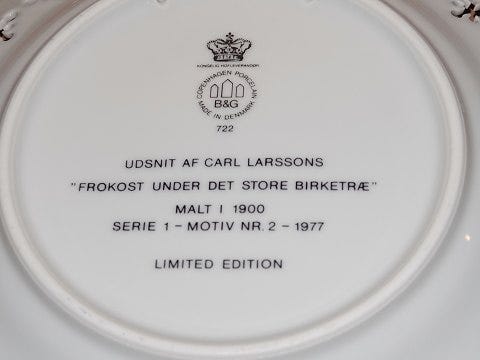 KONGELIG HOFLEVERANDØR
COPENHAGEN PORCELAIN
B&G
MADE IN DENMARK
722
UDSNIT AF CARL LARSSONS
"FROKOST UNDER DET STORE BIRKETRÆ"
MALT I 1900
SERIE 1 - MOTIV NR. 2 - 1977
LIMITED EDITION